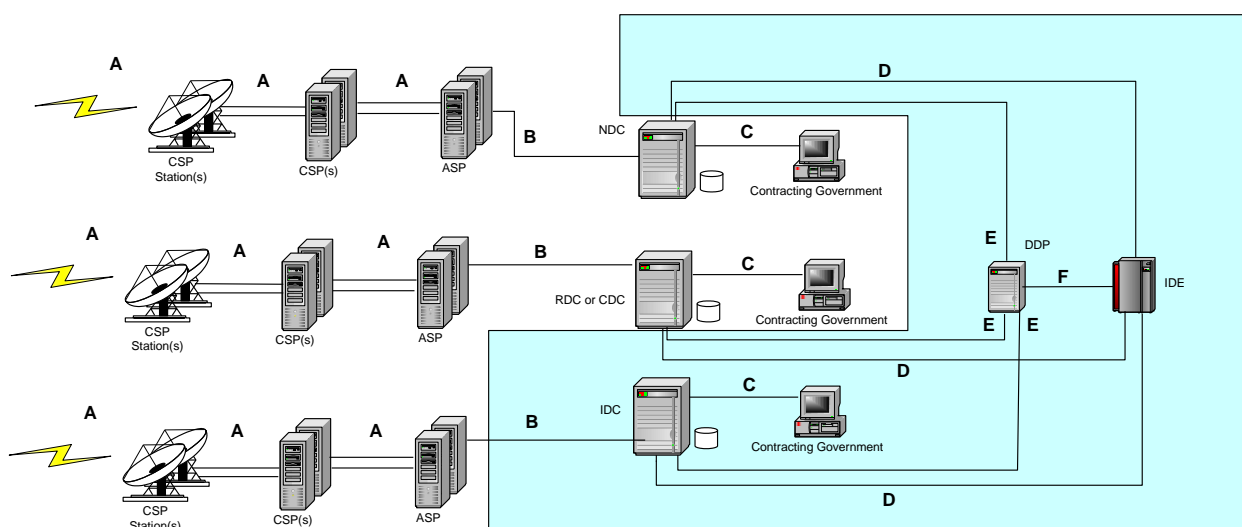 A
A
A
D
B
NDC
C
CSP
Station(s)
CSP(s)
ASP
Contracting Government
A
A
A
B
C
E
DDP
F
IDE
RDC or CDC
E
E
CSP
Station(s)
CSP(s)
ASP
Contracting Government
D
A
A
A
B
IDC
C
Contracting Government
D
CSP
Station(s)
CSP(s)
ASP